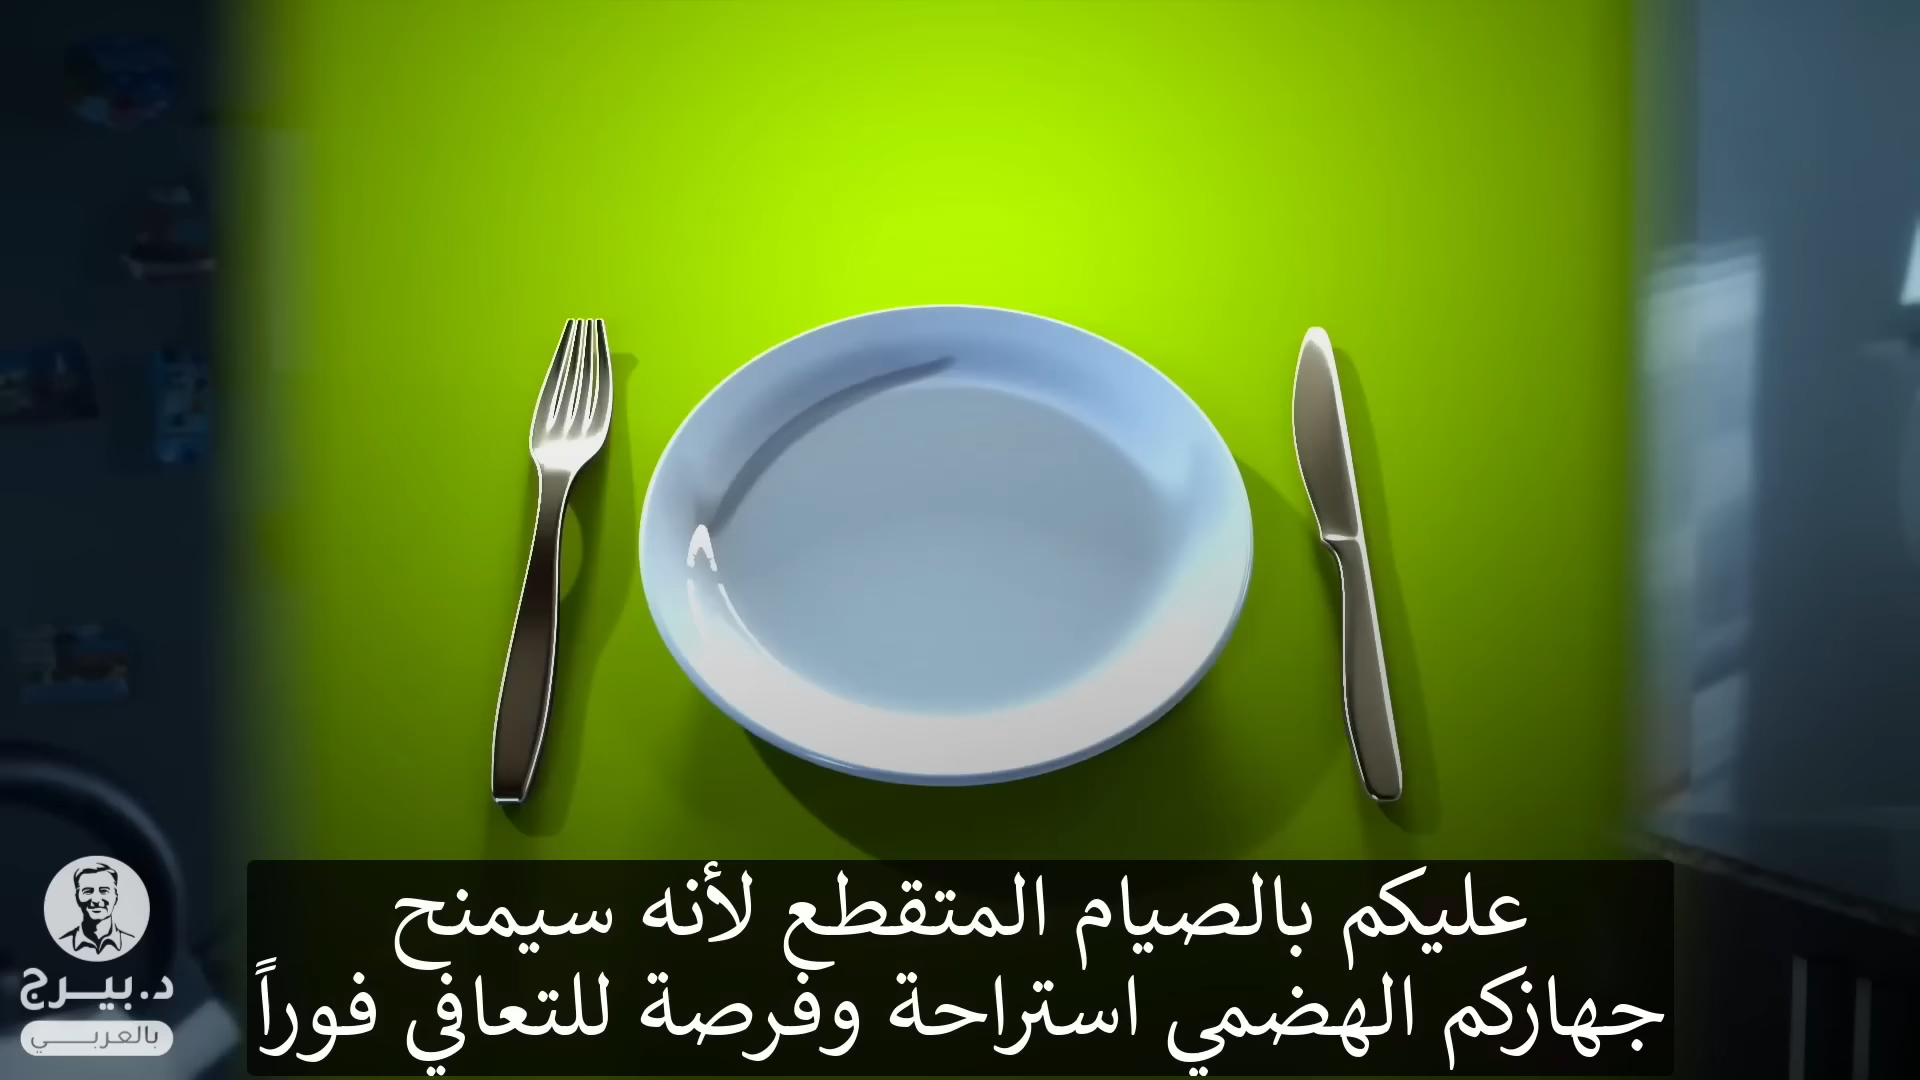 عليكم بالصيام المتقطع لأنه سيمنح
جهازكم الهضمي استراحة وفرصة للتعافي فوراً
د.بيرج
بالعربي